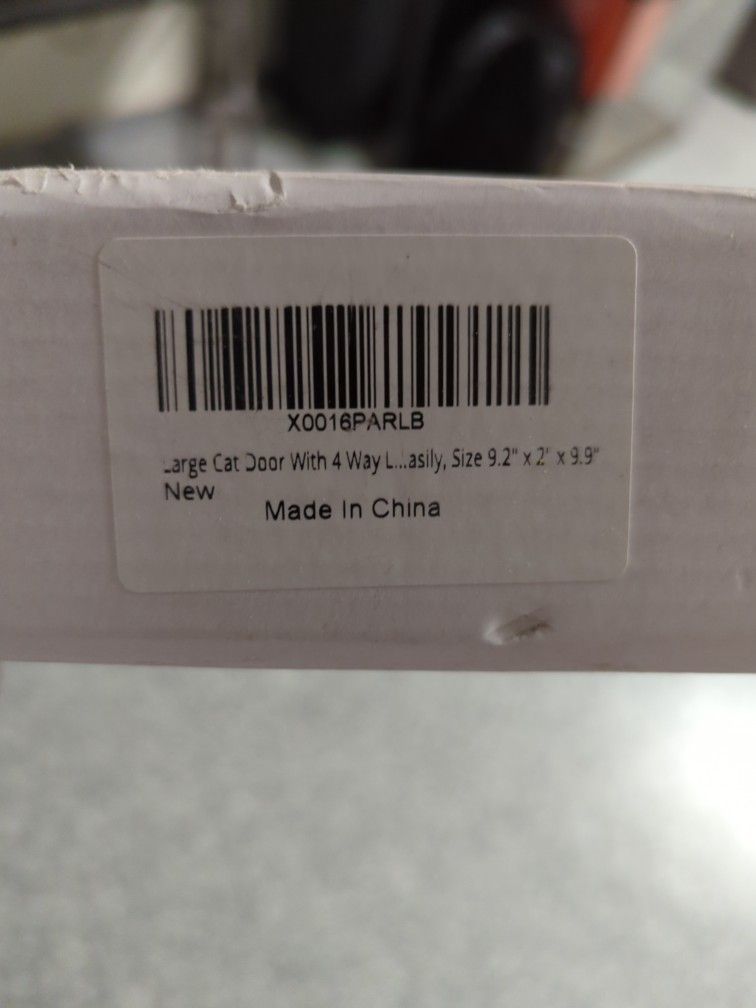 X0016PARLB
Large Cat Door With 4 Way L...asily, Size 9.2" x 2" x 9.9"
New
Made In China